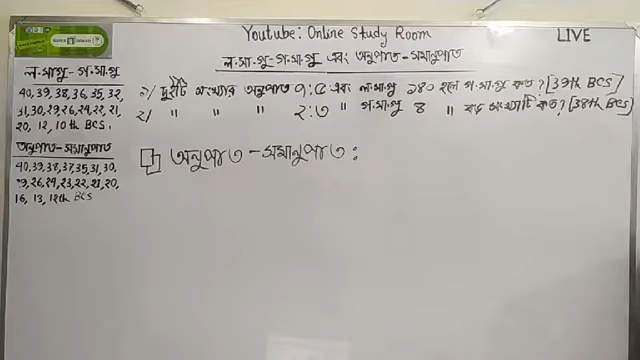 Youtube: Online Study Room
LIVE
ল.সা.গু-গ.সা.গু এবং অনুপাত-সমানুপাত
ল.সাগু-গ.সা.গু
40, 39, 38, 36, 35, 32,
31, 30, 29, 26, 24, 22, 21,
20, 12, 10th BCS.
অনুপাত-সমানুপাত
40, 39, 38, 37, 35, 31, 30,
29, 26, 24, 23, 22, 21, 20,
16, 13, 12th BCS
১/ দুইটি সংখ্যার অনুপাত ৭:৫ এবং ল.সা.গু ১৪০ হলে গ.সা.গু কত? [39th BCS]
২/ " " " ২:৩ " গ.সা.গু ৪ " বড় সংখ্যাটি কত? [38th BCS]
অনুপাত-সমানুপাত: